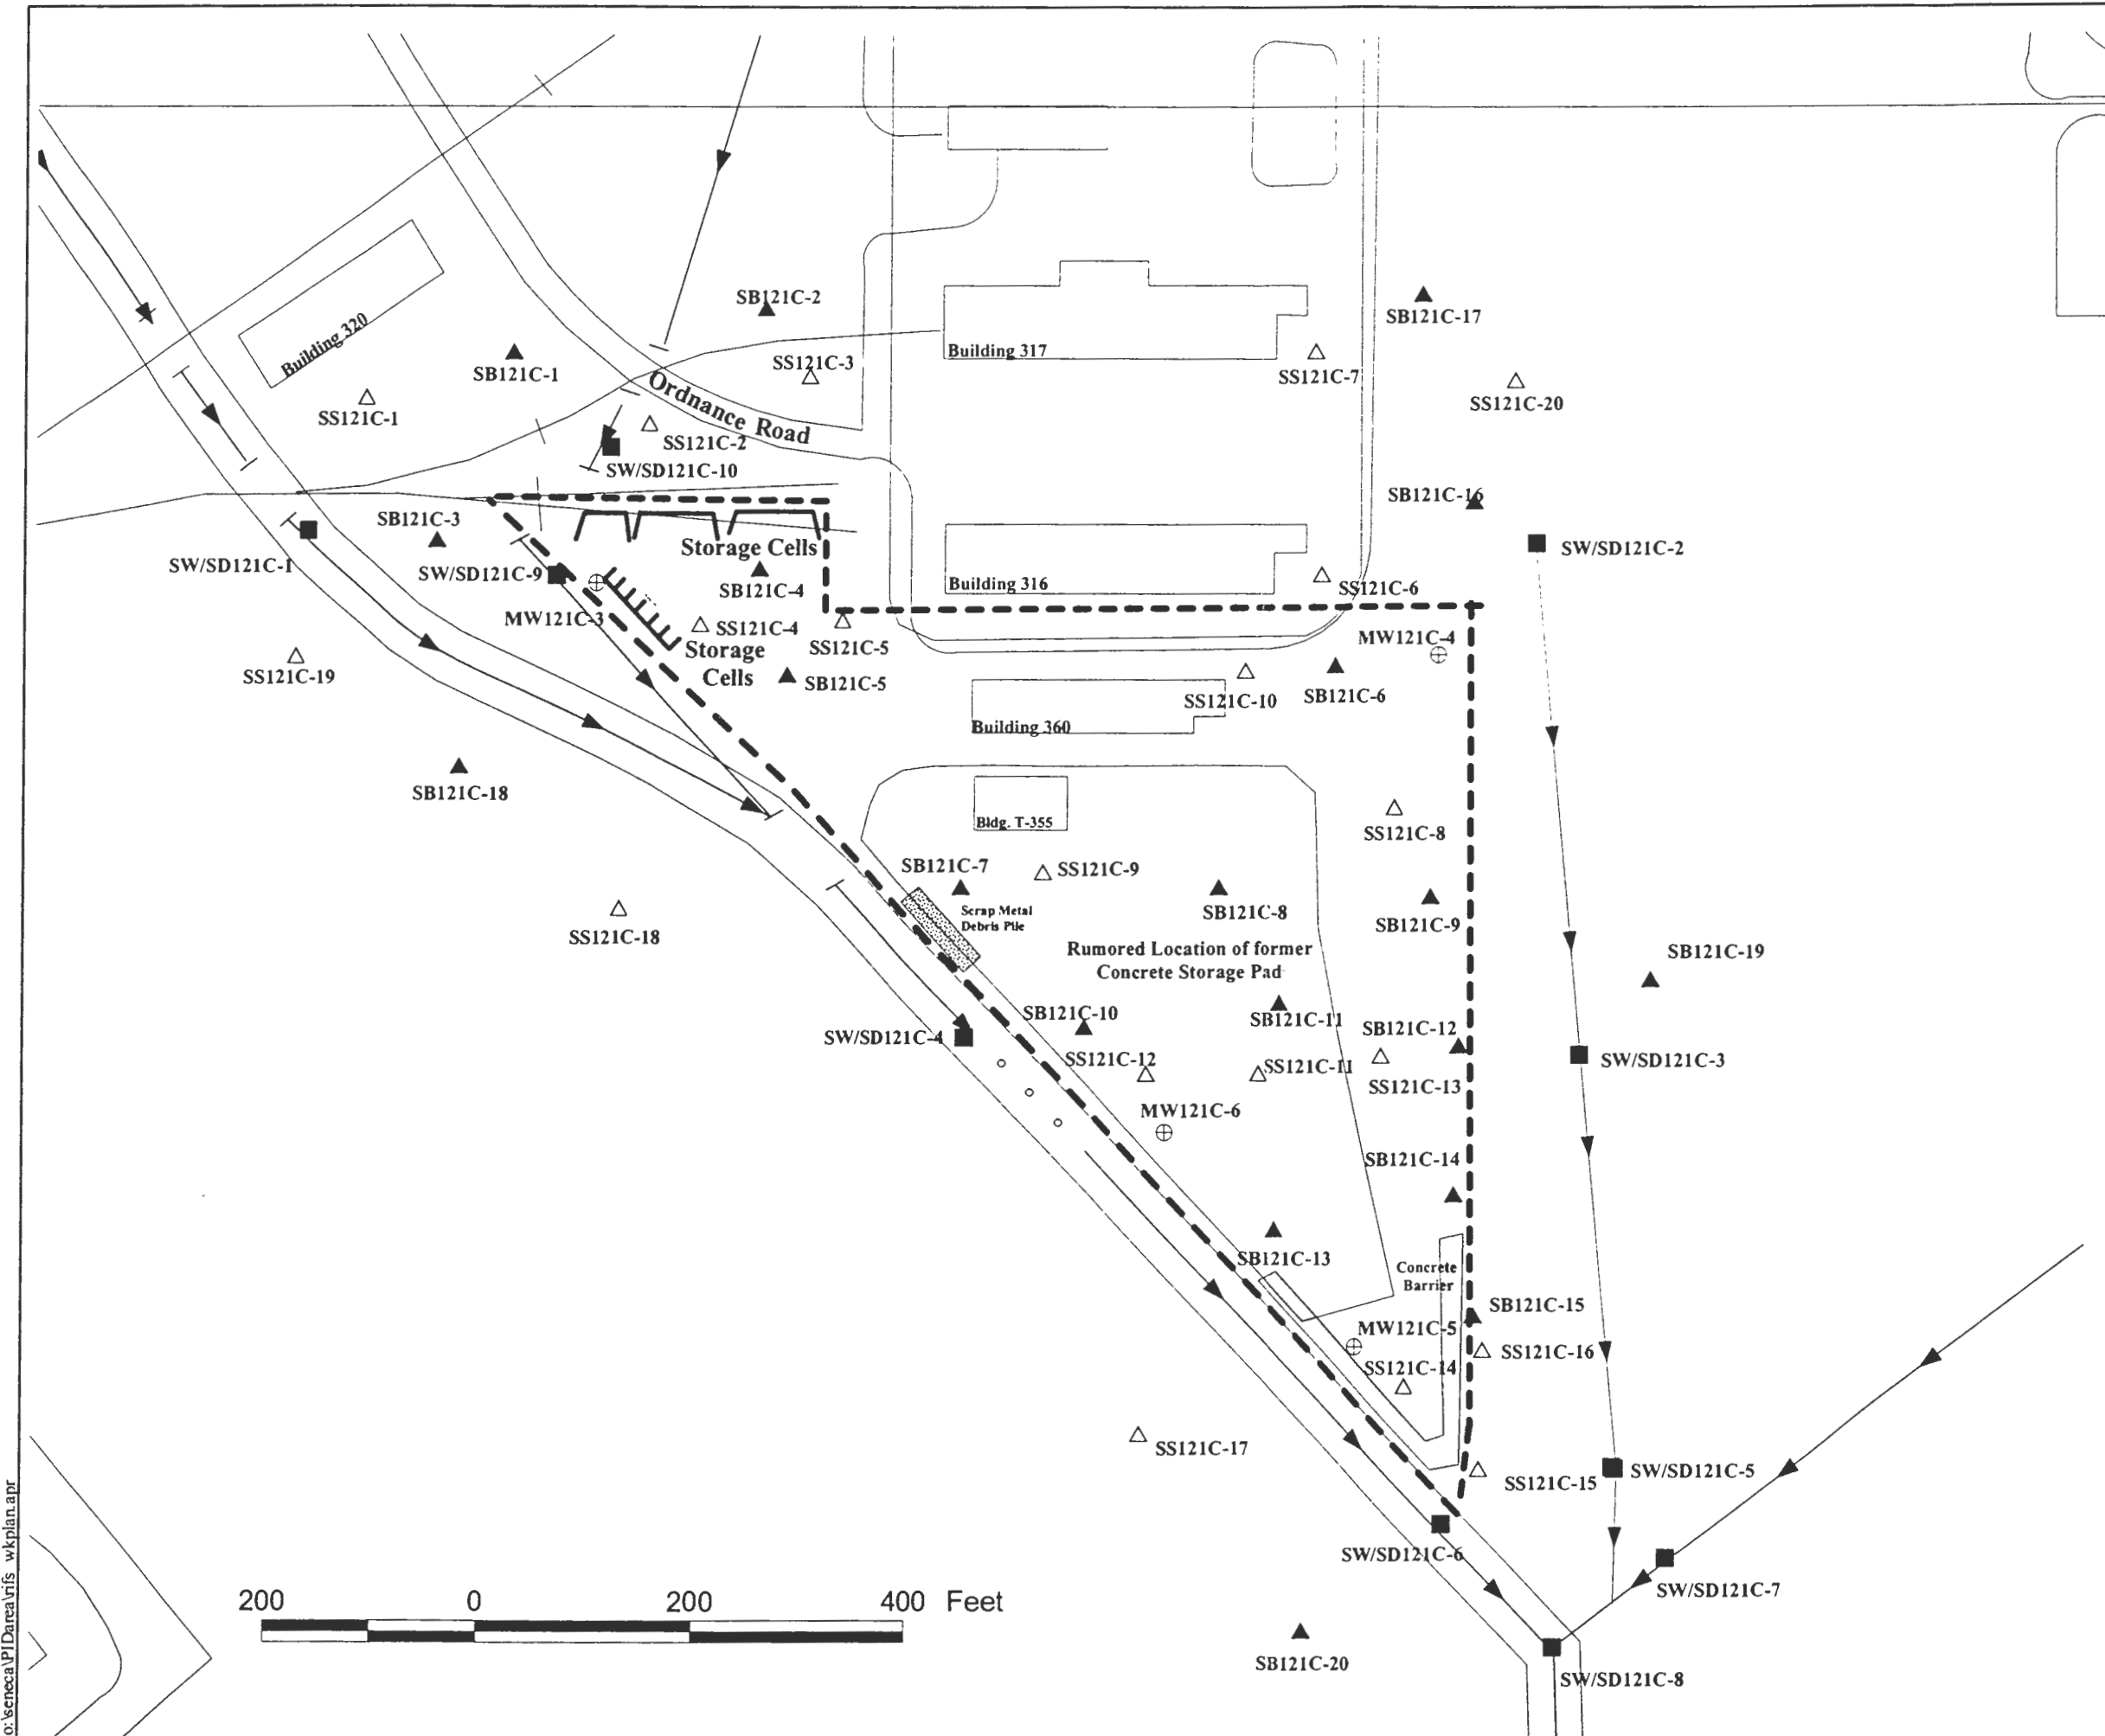 SB121C-2
SB121C-17
Building 320
SB121C-1
SS121C-3
Building 317
SS121C-7
SS121C-1
Ordnance Road
SS121C-20
SS121C-2
SW/SD121C-10
SB121C-16
SB121C-3
Storage Cells
SW/SD121C-2
SW/SD121C-1
SW/SD121C-9
SB121C-4
Building 316
SS121C-6
MW121C-3
SS121C-4
SS121C-5
MW121C-4
Storage
Cells
SS121C-19
SB121C-5
SS121C-10
SB121C-6
Building 360
SB121C-18
Bldg. T-355
SS121C-8
SB121C-7
SS121C-9
Scrap Metal
Debris Pile
SB121C-8
SB121C-9
SS121C-18
Rumored Location of former
Concrete Storage Pad
SB121C-19
SB121C-10
SB121C-11
SB121C-12
SW/SD121C-4
SS121C-12
SS121C-11
SS121C-13
SW/SD121C-3
MW121C-6
SB121C-14
SB121C-13
Concrete
Barrier
SB121C-15
MW121C-5
SS121C-16
SS121C-14
SS121C-17
SS121C-15
SW/SD121C-5
SW/SD121C-6
SW/SD121C-7
200 0 200 400 Feet
SB121C-20
SW/SD121C-8
o:\seneca\PIDarea\rifs wkplan.apr